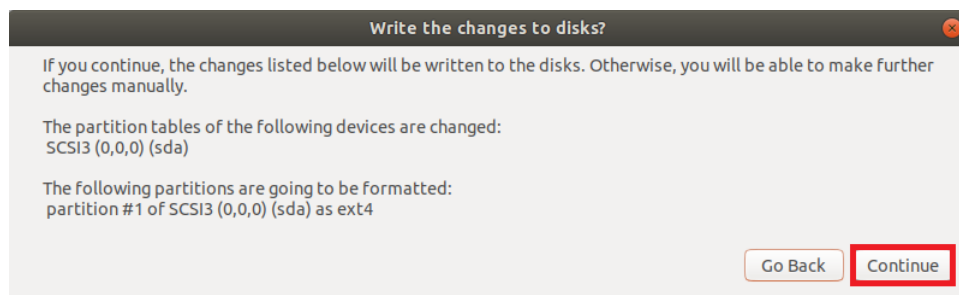 Write the changes to disks?
If you continue, the changes listed below will be written to the disks. Otherwise, you will be able to make further
changes manually.
The partition tables of the following devices are changed:
SCSI3 (0,0,0) (sda)
The following partitions are going to be formatted:
partition #1 of SCSI3 (0,0,0) (sda) as ext4
Go Back Continue